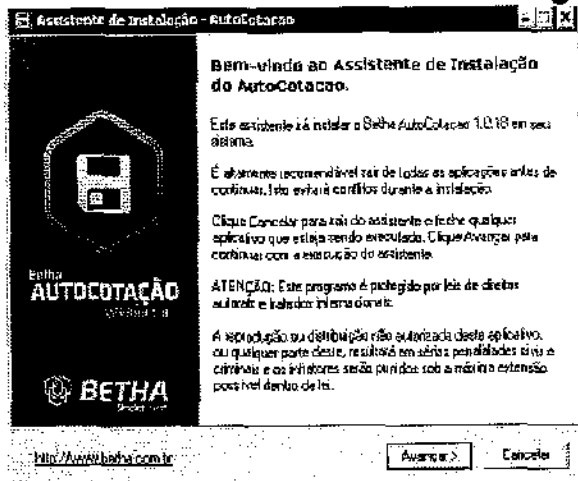 Assistente de Instalação - AutoCotacao
Bem-vindo ao Assistente de Instalação
do AutoCotacao.
Este assistente irá instalar o Betha AutoCotacao 1.0.18 em seu
sistema.
É altamente recomendável sair de todas as aplicações antes de
continuar. Isto evitará conflitos durante a instalação.
Clique Cancelar para sair do assistente e feche qualquer
aplicativo que esteja sendo executado. Clique Avançar para
continuar com a execução do assistente.
ATENÇÃO: Este programa é protegido por leis de direitos
autorais e tratados internacionais.
A reprodução ou distribuição não autorizada deste aplicativo,
ou qualquer parte deste, resultará em sérias penalidades civis e
criminais e os infratores serão punidos sob a máxima extensão
possível dentro da lei.
Betha
AUTOCOTAÇÃO
BETHA
http://www.betha.com.br
Avançar >
Cancelar